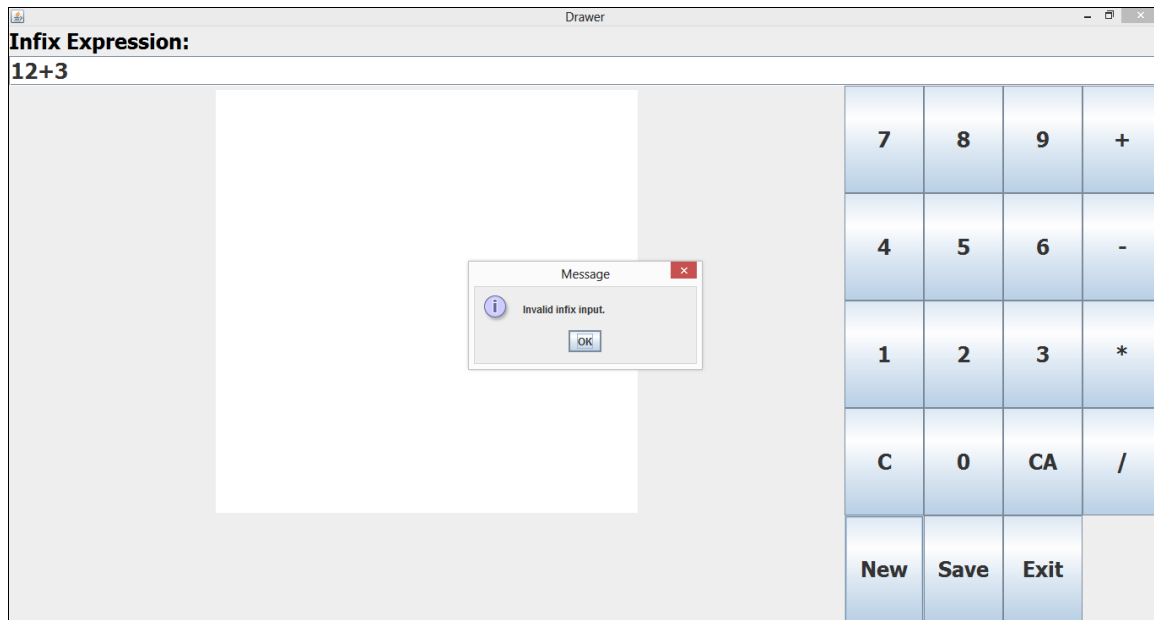 Drawer
Infix Expression:
12+3
7 8 9 +
4 5 6 -
Message
Invalid infix input.
OK
1 2 3 *
C 0 CA /
New Save Exit